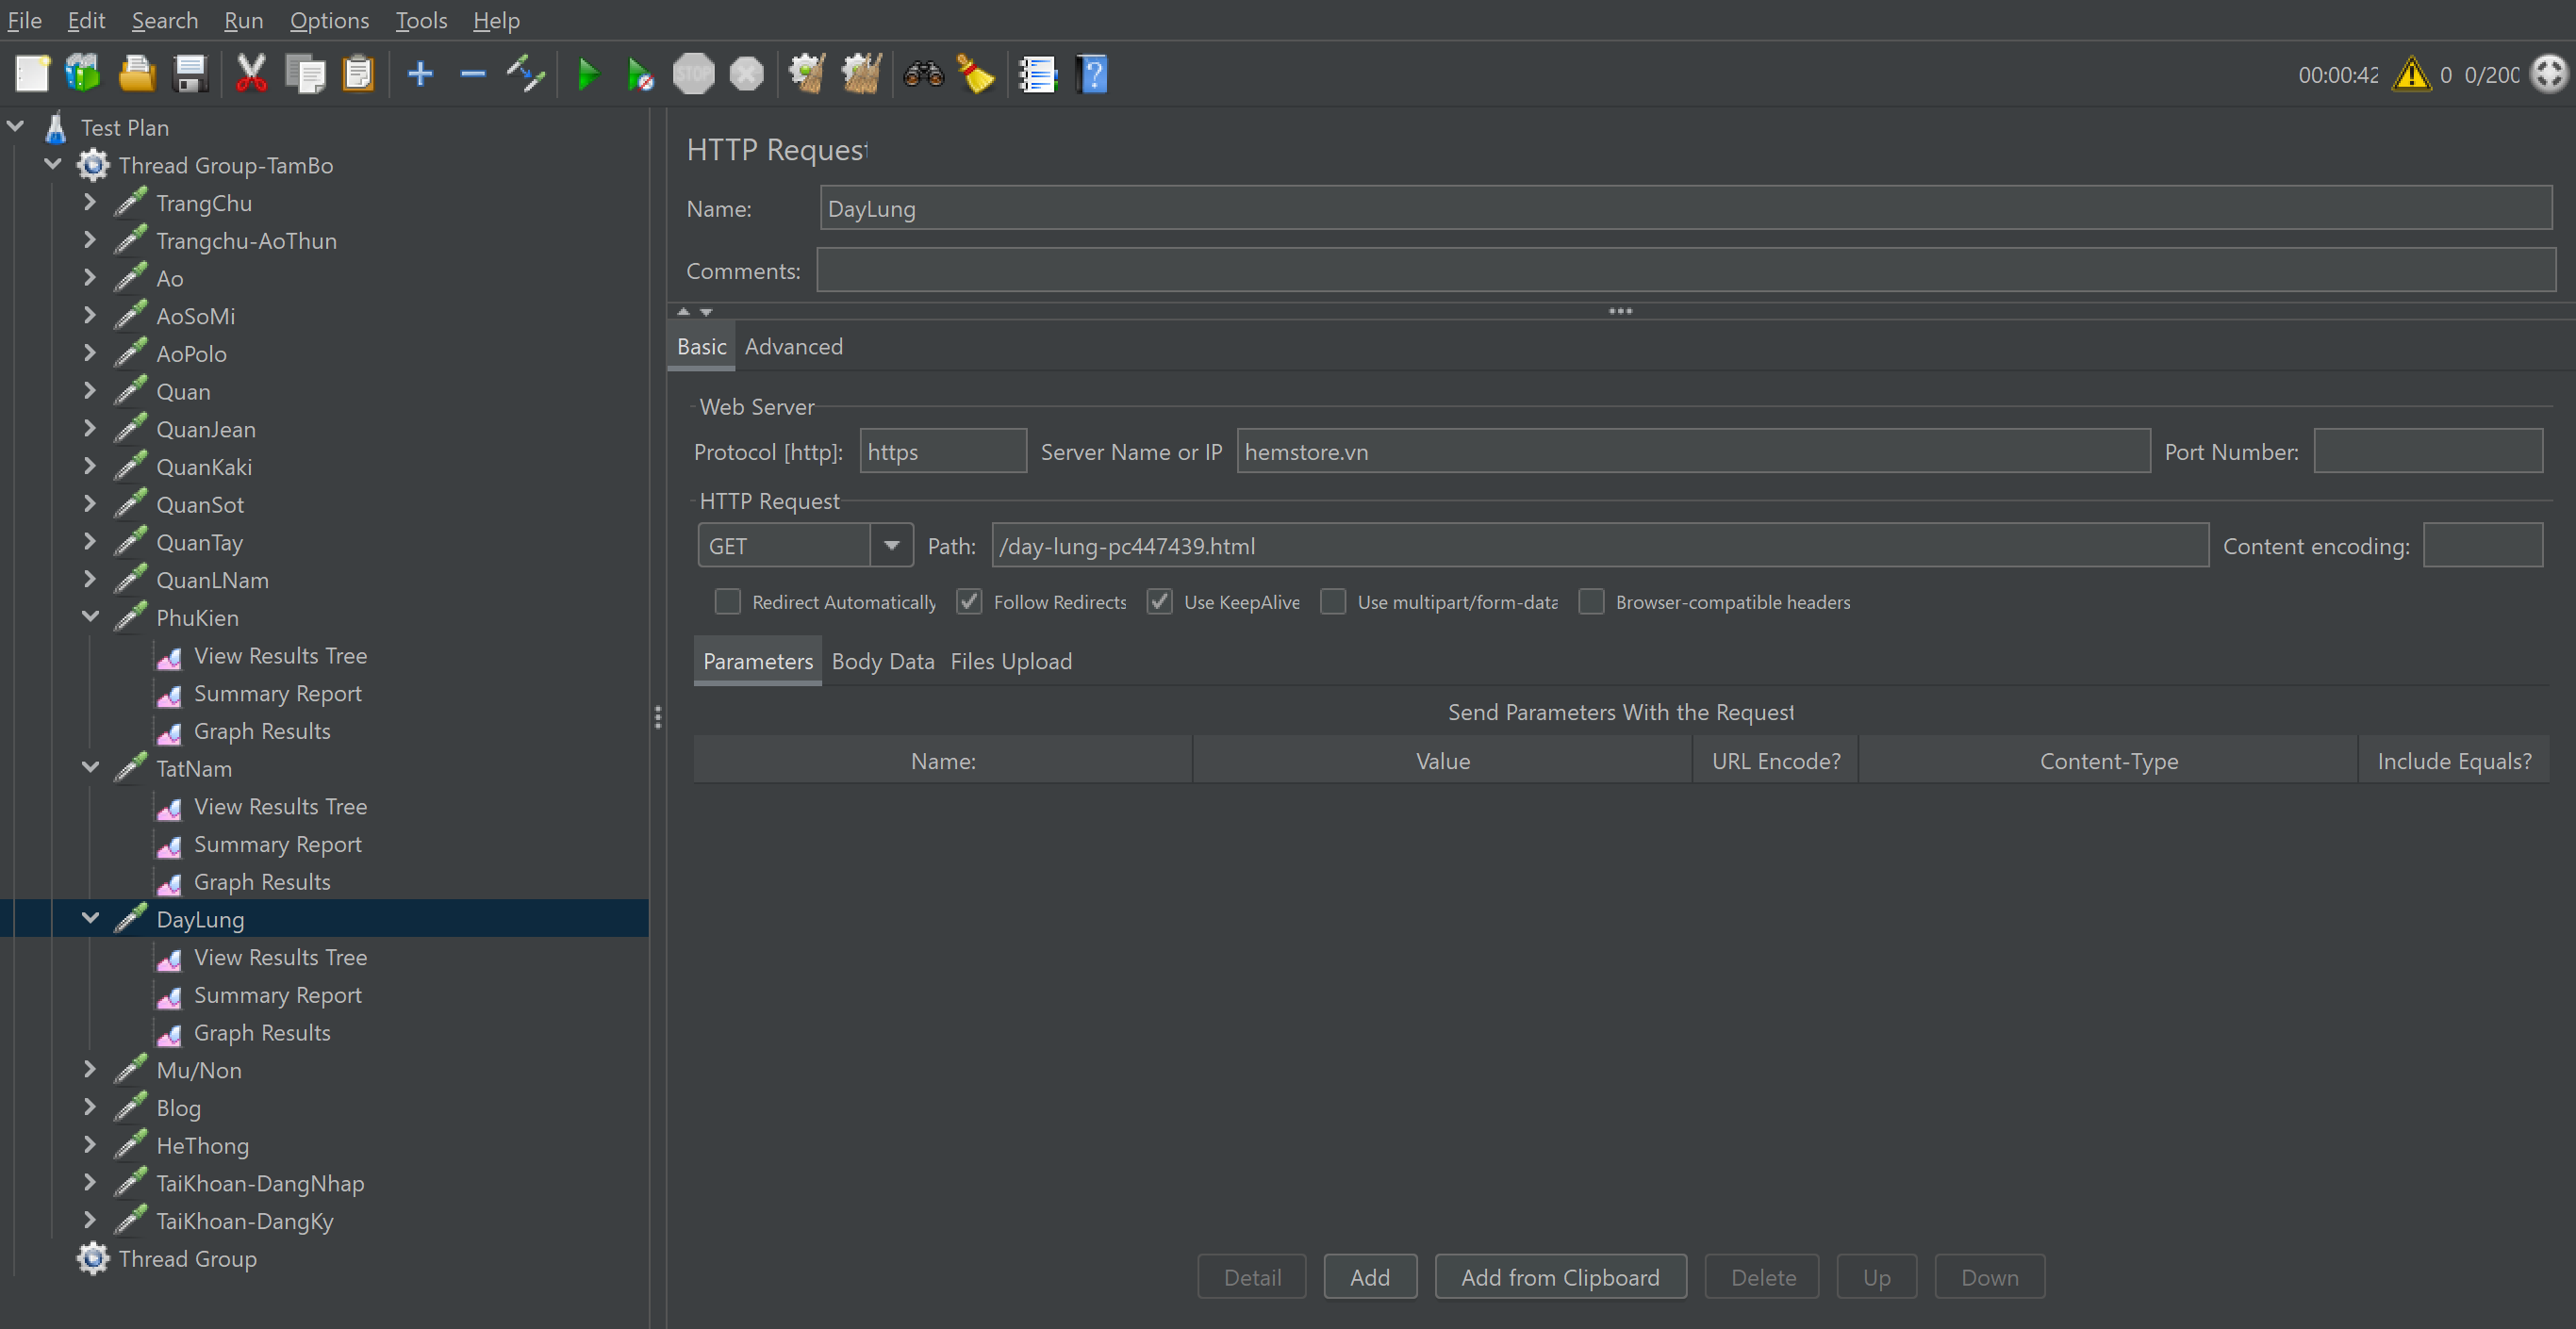 File Edit Search Run Options Tools Help
STOP
00:00:42 0 0/200
Test Plan
Thread Group-TamBo
TrangChu
Trangchu-AoThun
Ao
AoSoMi
AoPolo
Quan
QuanJean
QuanKaki
QuanSot
QuanTay
QuanLNam
PhuKien
View Results Tree
Summary Report
Graph Results
TatNam
View Results Tree
Summary Report
Graph Results
DayLung
View Results Tree
Summary Report
Graph Results
Mu/Non
Blog
HeThong
TaiKhoan-DangNhap
TaiKhoan-DangKy
Thread Group
HTTP Request
Name: DayLung
Comments:
Basic Advanced
Web Server
Protocol [http]: https Server Name or IP hemstore.vn Port Number:
HTTP Request
GET Path: /day-lung-pc447439.html Content encoding:
Redirect Automatically Follow Redirects Use KeepAlive Use multipart/form-data Browser-compatible headers
Parameters Body Data Files Upload
Send Parameters With the Request
Name: Value URL Encode? Content-Type Include Equals?
Detail Add Add from Clipboard Delete Up Down